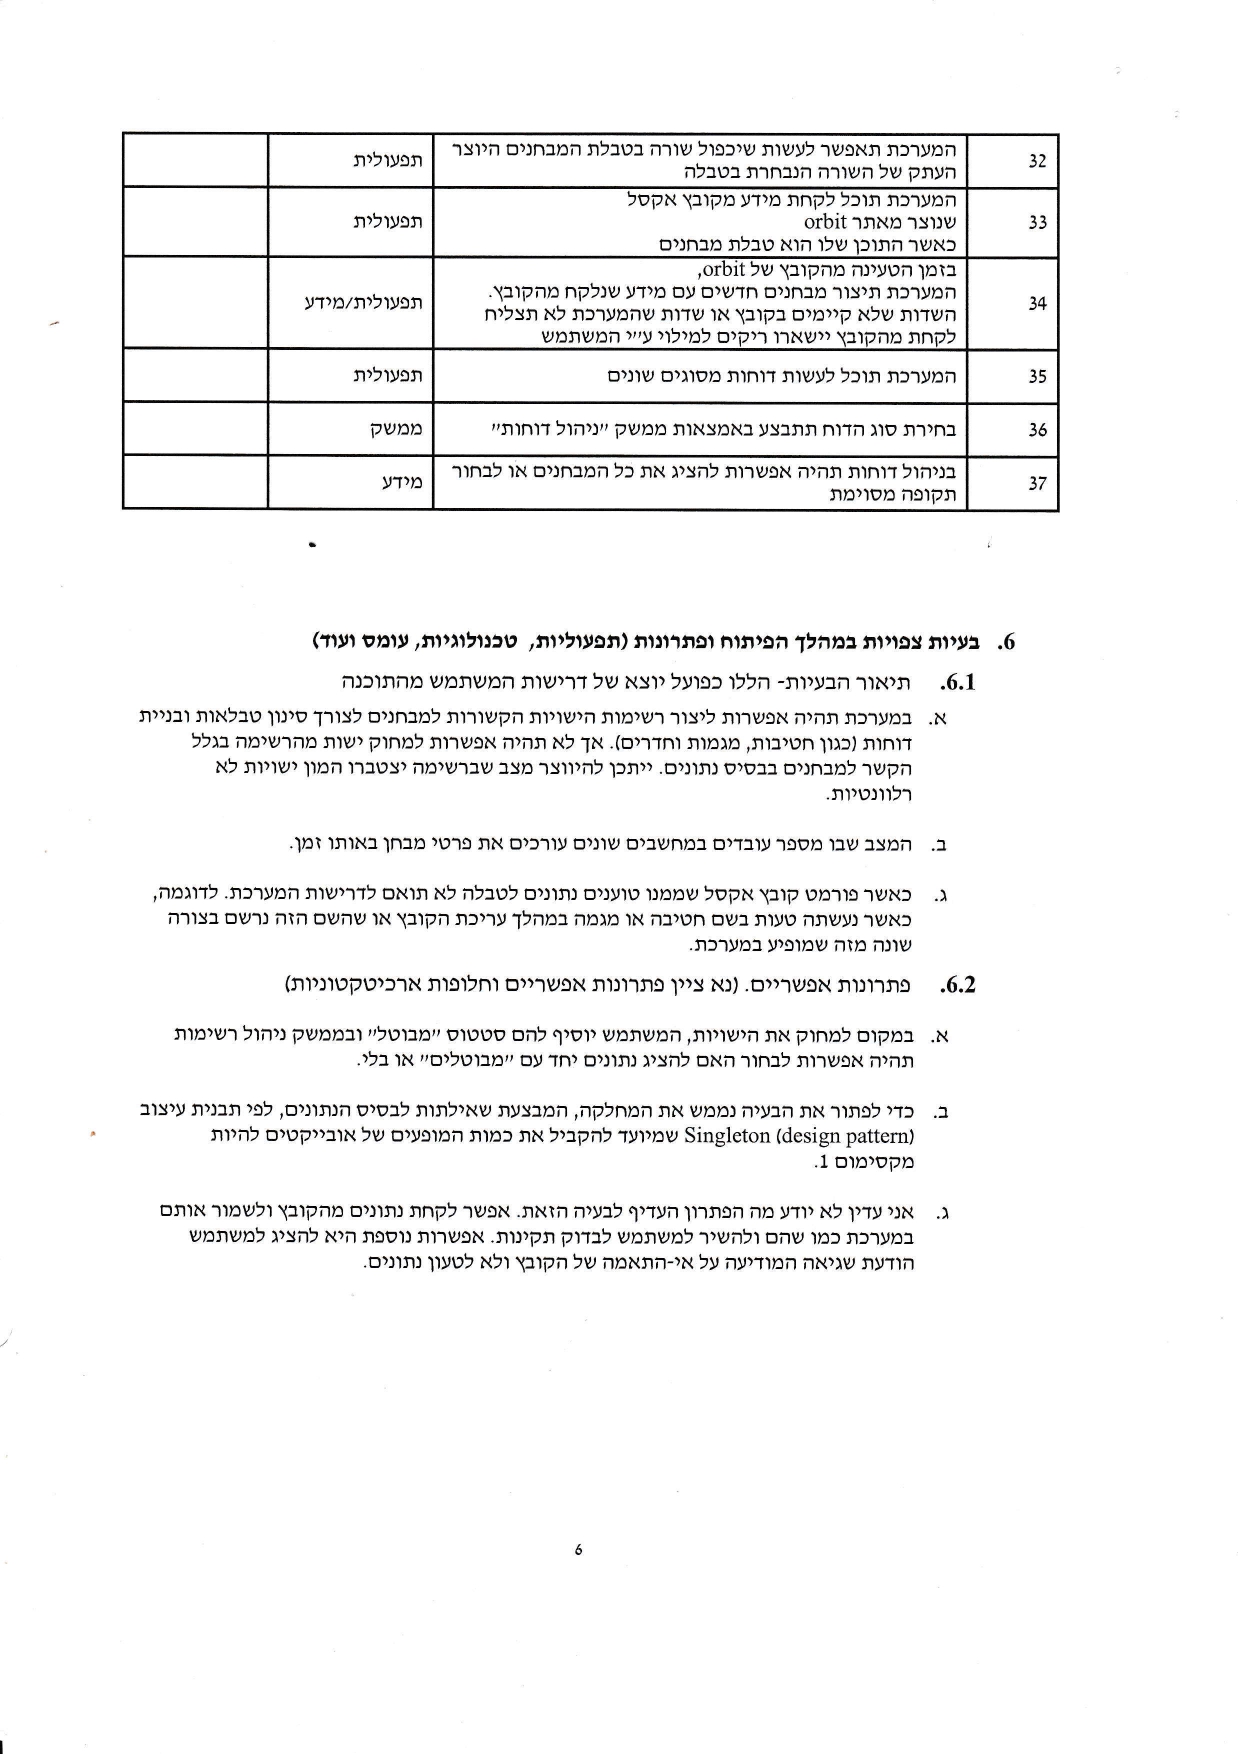 32 המערכת תאפשר לעשות שיכפול שורה בטבלת המבחנים היוצר תפעולית
העתק של השורה הנבחרת בטבלה
33 המערכת תוכל לקחת מידע מקובץ אקסל תפעולית
שנוצר מאתר orbit
כאשר התוכן שלו הוא טבלת מבחנים
34 בזמן הטעינה מהקובץ של orbit, תפעולית/מידע
המערכת תיצור מבחנים חדשים עם מידע שנלקח מהקובץ.
השדות שלא קיימים בקובץ או שדות שהמערכת לא תצליח
לקחת מהקובץ יישארו ריקים למילוי ע״י המשתמש
35 המערכת תוכל לעשות דוחות מסוגים שונים תפעולית
36 בחירת סוג הדוח תתבצע באמצאות ממשק ״ניהול דוחות״ ממשק
37 בניהול דוחות תהיה אפשרות להציג את כל המבחנים או לבחור מידע
תקופה מסוימת
6. בעיות צפויות במהלך הפיתוח ופתרונות (תפעוליות, טכנולוגיות, עומס ועוד)
6.1. תיאור הבעיות- הללו כפועל יוצא של דרישות המשתמש מהתוכנה
א. במערכת תהיה אפשרות ליצור רשימות הישויות הקשורות למבחנים לצורך סינון טבלאות ובניית
דוחות (כגון חטיבות, מגמות וחדרים). אך לא תהיה אפשרות למחוק ישות מהרשימה בגלל
הקשר למבחנים בבסיס נתונים. ייתכן להיווצר מצב שברשימה יצטברו המון ישויות לא
רלוונטיות.
ב. המצב שבו מספר עובדים במחשבים שונים עורכים את פרטי מבחן באותו זמן.
ג. כאשר פורמט קובץ אקסל שממנו טוענים נתונים לטבלה לא תואם לדרישות המערכת. לדוגמה,
כאשר נעשתה טעות בשם חטיבה או מגמה במהלך עריכת הקובץ או שהשם הזה נרשם בצורה
שונה מזה שמופיע במערכת.
6.2. פתרונות אפשריים. (נא ציין פתרונות אפשריים וחלופות ארכיטקטוניות)
א. במקום למחוק את הישויות, המשתמש יוסיף להם סטטוס ״מבוטל״ ובממשק ניהול רשימות
תהיה אפשרות לבחור האם להציג נתונים יחד עם ״מבוטלים״ או בלי.
ב. כדי לפתור את הבעיה נממש את המחלקה, המבצעת שאילתות לבסיס הנתונים, לפי תבנית עיצוב
(design pattern) Singleton שמיועד להקביל את כמות המופעים של אובייקטים להיות
מקסימום 1.
ג. אני עדין לא יודע מה הפתרון העדיף לבעיה הזאת. אפשר לקחת נתונים מהקובץ ולשמור אותם
במערכת כמו שהם ולהשיר למשתמש לבדוק תקינות. אפשרות נוספת היא להציג למשתמש
הודעת שגיאה המודיעה על אי-התאמה של הקובץ ולא לטעון נתונים.
6